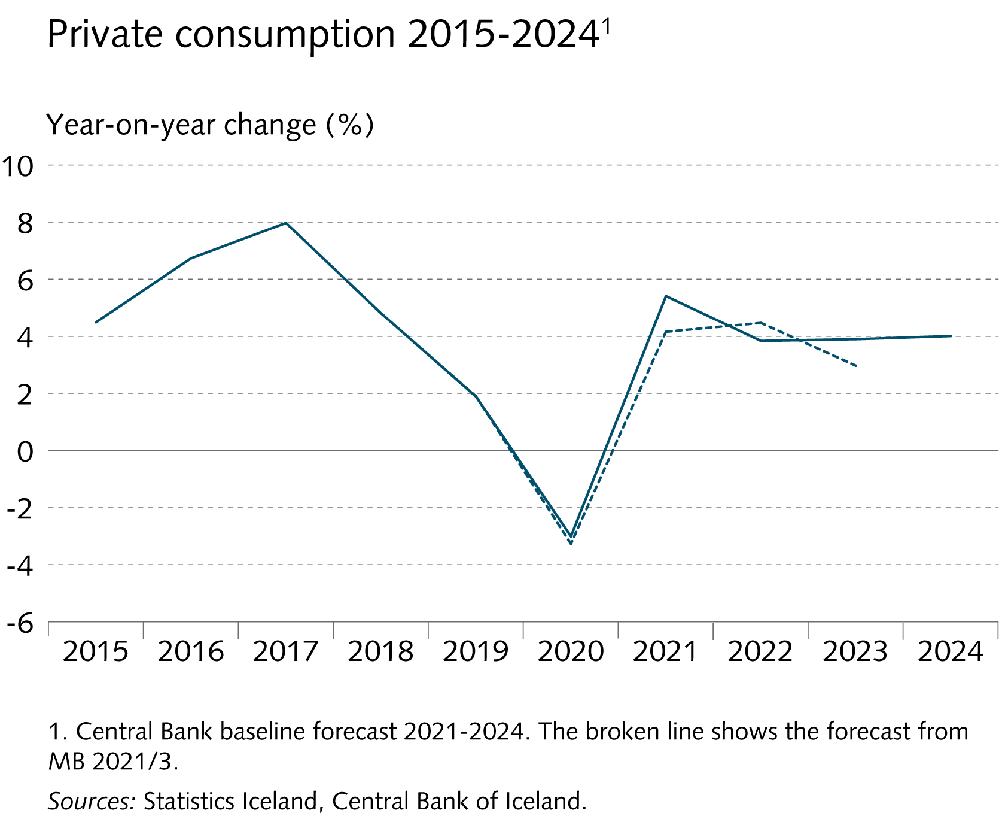 Private consumption 2015-2024¹
Year-on-year change (%)
10
8
6
4
2
0
-2
-4
-6
2015 2016 2017 2018 2019 2020 2021 2022 2023 2024
1. Central Bank baseline forecast 2021-2024. The broken line shows the forecast from
MB 2021/3.
Sources: Statistics Iceland, Central Bank of Iceland.